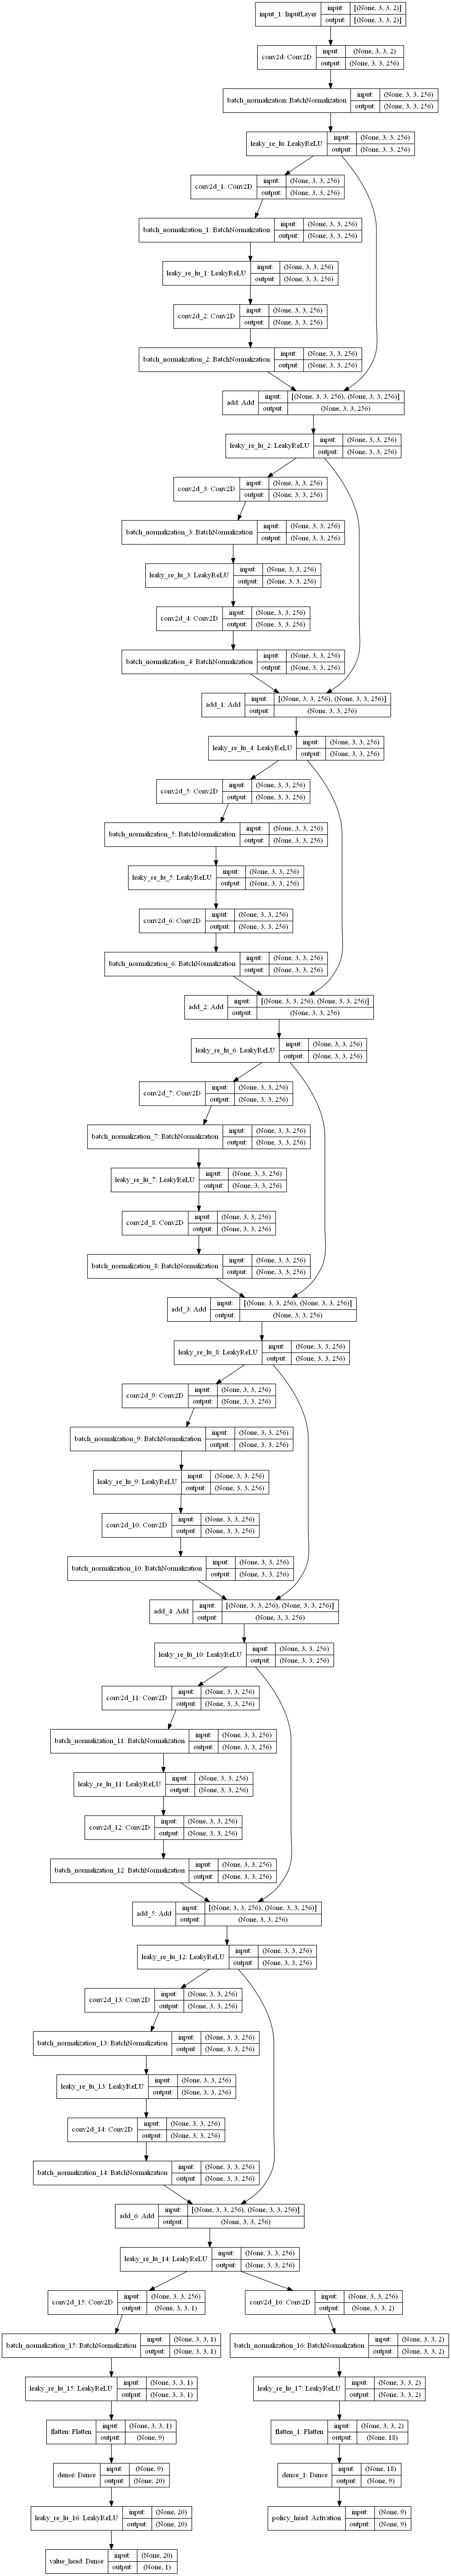 input_1: InputLayer
input: [(None, 3, 3, 2)]
output: [(None, 3, 3, 2)]
conv2d: Conv2D
input: (None, 3, 3, 2)
output: (None, 3, 3, 256)
batch_normalization: BatchNormalization
input: (None, 3, 3, 256)
output: (None, 3, 3, 256)
leaky_re_lu: LeakyReLU
input: (None, 3, 3, 256)
output: (None, 3, 3, 256)
conv2d_1: Conv2D
input: (None, 3, 3, 256)
output: (None, 3, 3, 256)
batch_normalization_1: BatchNormalization
input: (None, 3, 3, 256)
output: (None, 3, 3, 256)
leaky_re_lu_1: LeakyReLU
input: (None, 3, 3, 256)
output: (None, 3, 3, 256)
conv2d_2: Conv2D
input: (None, 3, 3, 256)
output: (None, 3, 3, 256)
batch_normalization_2: BatchNormalization
input: (None, 3, 3, 256)
output: (None, 3, 3, 256)
add: Add
input: [(None, 3, 3, 256), (None, 3, 3, 256)]
output: (None, 3, 3, 256)
leaky_re_lu_2: LeakyReLU
input: (None, 3, 3, 256)
output: (None, 3, 3, 256)
conv2d_3: Conv2D
input: (None, 3, 3, 256)
output: (None, 3, 3, 256)
batch_normalization_3: BatchNormalization
input: (None, 3, 3, 256)
output: (None, 3, 3, 256)
leaky_re_lu_3: LeakyReLU
input: (None, 3, 3, 256)
output: (None, 3, 3, 256)
conv2d_4: Conv2D
input: (None, 3, 3, 256)
output: (None, 3, 3, 256)
batch_normalization_4: BatchNormalization
input: (None, 3, 3, 256)
output: (None, 3, 3, 256)
add_1: Add
input: [(None, 3, 3, 256), (None, 3, 3, 256)]
output: (None, 3, 3, 256)
leaky_re_lu_4: LeakyReLU
input: (None, 3, 3, 256)
output: (None, 3, 3, 256)
conv2d_5: Conv2D
input: (None, 3, 3, 256)
output: (None, 3, 3, 256)
batch_normalization_5: BatchNormalization
input: (None, 3, 3, 256)
output: (None, 3, 3, 256)
leaky_re_lu_5: LeakyReLU
input: (None, 3, 3, 256)
output: (None, 3, 3, 256)
conv2d_6: Conv2D
input: (None, 3, 3, 256)
output: (None, 3, 3, 256)
batch_normalization_6: BatchNormalization
input: (None, 3, 3, 256)
output: (None, 3, 3, 256)
add_2: Add
input: [(None, 3, 3, 256), (None, 3, 3, 256)]
output: (None, 3, 3, 256)
leaky_re_lu_6: LeakyReLU
input: (None, 3, 3, 256)
output: (None, 3, 3, 256)
conv2d_7: Conv2D
input: (None, 3, 3, 256)
output: (None, 3, 3, 256)
batch_normalization_7: BatchNormalization
input: (None, 3, 3, 256)
output: (None, 3, 3, 256)
leaky_re_lu_7: LeakyReLU
input: (None, 3, 3, 256)
output: (None, 3, 3, 256)
conv2d_8: Conv2D
input: (None, 3, 3, 256)
output: (None, 3, 3, 256)
batch_normalization_8: BatchNormalization
input: (None, 3, 3, 256)
output: (None, 3, 3, 256)
add_3: Add
input: [(None, 3, 3, 256), (None, 3, 3, 256)]
output: (None, 3, 3, 256)
leaky_re_lu_8: LeakyReLU
input: (None, 3, 3, 256)
output: (None, 3, 3, 256)
conv2d_9: Conv2D
input: (None, 3, 3, 256)
output: (None, 3, 3, 256)
batch_normalization_9: BatchNormalization
input: (None, 3, 3, 256)
output: (None, 3, 3, 256)
leaky_re_lu_9: LeakyReLU
input: (None, 3, 3, 256)
output: (None, 3, 3, 256)
conv2d_10: Conv2D
input: (None, 3, 3, 256)
output: (None, 3, 3, 256)
batch_normalization_10: BatchNormalization
input: (None, 3, 3, 256)
output: (None, 3, 3, 256)
add_4: Add
input: [(None, 3, 3, 256), (None, 3, 3, 256)]
output: (None, 3, 3, 256)
leaky_re_lu_10: LeakyReLU
input: (None, 3, 3, 256)
output: (None, 3, 3, 256)
conv2d_11: Conv2D
input: (None, 3, 3, 256)
output: (None, 3, 3, 256)
batch_normalization_11: BatchNormalization
input: (None, 3, 3, 256)
output: (None, 3, 3, 256)
leaky_re_lu_11: LeakyReLU
input: (None, 3, 3, 256)
output: (None, 3, 3, 256)
conv2d_12: Conv2D
input: (None, 3, 3, 256)
output: (None, 3, 3, 256)
batch_normalization_12: BatchNormalization
input: (None, 3, 3, 256)
output: (None, 3, 3, 256)
add_5: Add
input: [(None, 3, 3, 256), (None, 3, 3, 256)]
output: (None, 3, 3, 256)
leaky_re_lu_12: LeakyReLU
input: (None, 3, 3, 256)
output: (None, 3, 3, 256)
conv2d_13: Conv2D
input: (None, 3, 3, 256)
output: (None, 3, 3, 256)
batch_normalization_13: BatchNormalization
input: (None, 3, 3, 256)
output: (None, 3, 3, 256)
leaky_re_lu_13: LeakyReLU
input: (None, 3, 3, 256)
output: (None, 3, 3, 256)
conv2d_14: Conv2D
input: (None, 3, 3, 256)
output: (None, 3, 3, 256)
batch_normalization_14: BatchNormalization
input: (None, 3, 3, 256)
output: (None, 3, 3, 256)
add_6: Add
input: [(None, 3, 3, 256), (None, 3, 3, 256)]
output: (None, 3, 3, 256)
leaky_re_lu_14: LeakyReLU
input: (None, 3, 3, 256)
output: (None, 3, 3, 256)
conv2d_15: Conv2D
input: (None, 3, 3, 256)
output: (None, 3, 3, 1)
conv2d_16: Conv2D
input: (None, 3, 3, 256)
output: (None, 3, 3, 2)
batch_normalization_15: BatchNormalization
input: (None, 3, 3, 1)
output: (None, 3, 3, 1)
batch_normalization_16: BatchNormalization
input: (None, 3, 3, 2)
output: (None, 3, 3, 2)
leaky_re_lu_15: LeakyReLU
input: (None, 3, 3, 1)
output: (None, 3, 3, 1)
leaky_re_lu_17: LeakyReLU
input: (None, 3, 3, 2)
output: (None, 3, 3, 2)
flatten: Flatten
input: (None, 3, 3, 1)
output: (None, 9)
flatten_1: Flatten
input: (None, 3, 3, 2)
output: (None, 18)
dense: Dense
input: (None, 9)
output: (None, 20)
dense_1: Dense
input: (None, 18)
output: (None, 9)
leaky_re_lu_16: LeakyReLU
input: (None, 20)
output: (None, 20)
policy_head: Activation
input: (None, 9)
output: (None, 9)
value_head: Dense
input: (None, 20)
output: (None, 1)